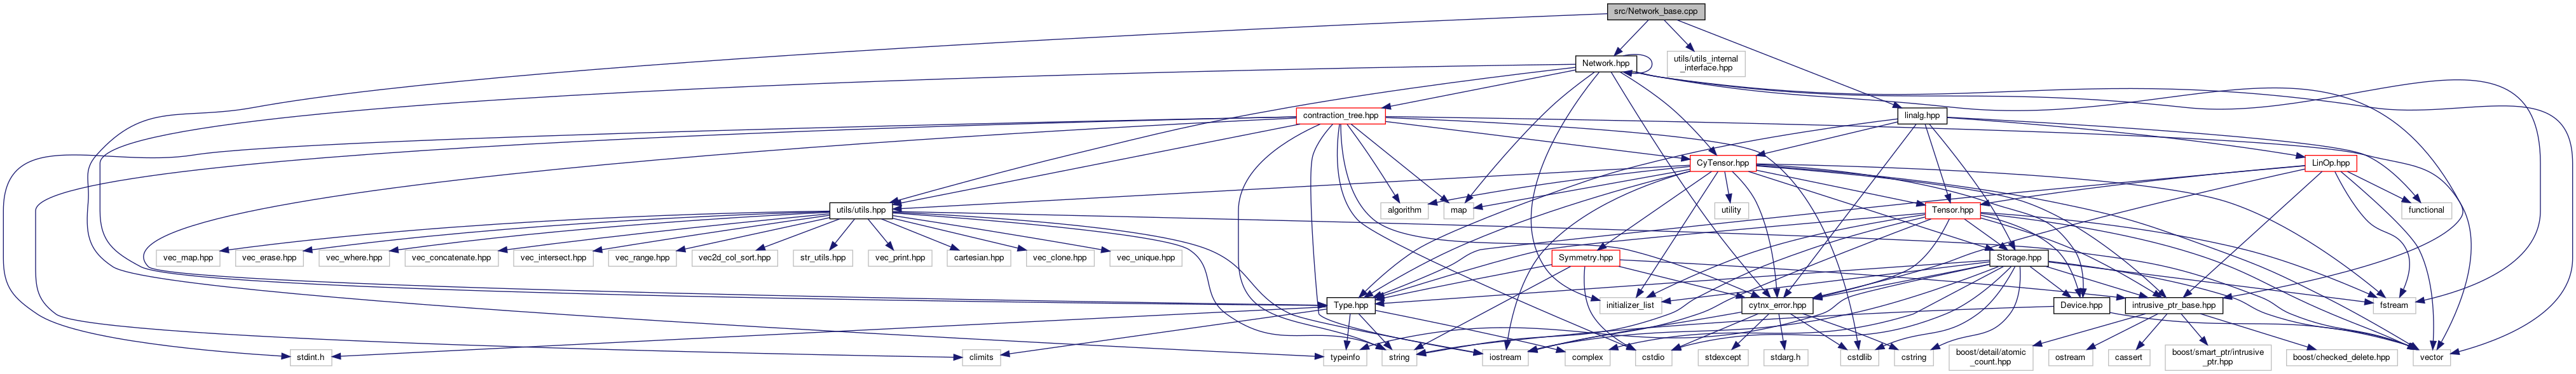 src/Network_base.cpp
Network.hpp
utils/utils_internal
_interface.hpp
contraction_tree.hpp
linalg.hpp
CyTensor.hpp
LinOp.hpp
utils/utils.hpp
algorithm
map
utility
Tensor.hpp
functional
vec_map.hpp
vec_erase.hpp
vec_where.hpp
vec_concatenate.hpp
vec_intersect.hpp
vec_range.hpp
vec2d_col_sort.hpp
str_utils.hpp
vec_print.hpp
cartesian.hpp
vec_clone.hpp
vec_unique.hpp
Symmetry.hpp
Storage.hpp
Type.hpp
initializer_list
cytnx_error.hpp
Device.hpp
intrusive_ptr_base.hpp
fstream
stdint.h
climits
typeinfo
string
iostream
complex
cstdio
stdexcept
stdarg.h
cstdlib
cstring
boost/detail/atomic
_count.hpp
ostream
cassert
boost/smart_ptr/intrusive
_ptr.hpp
boost/checked_delete.hpp
vector